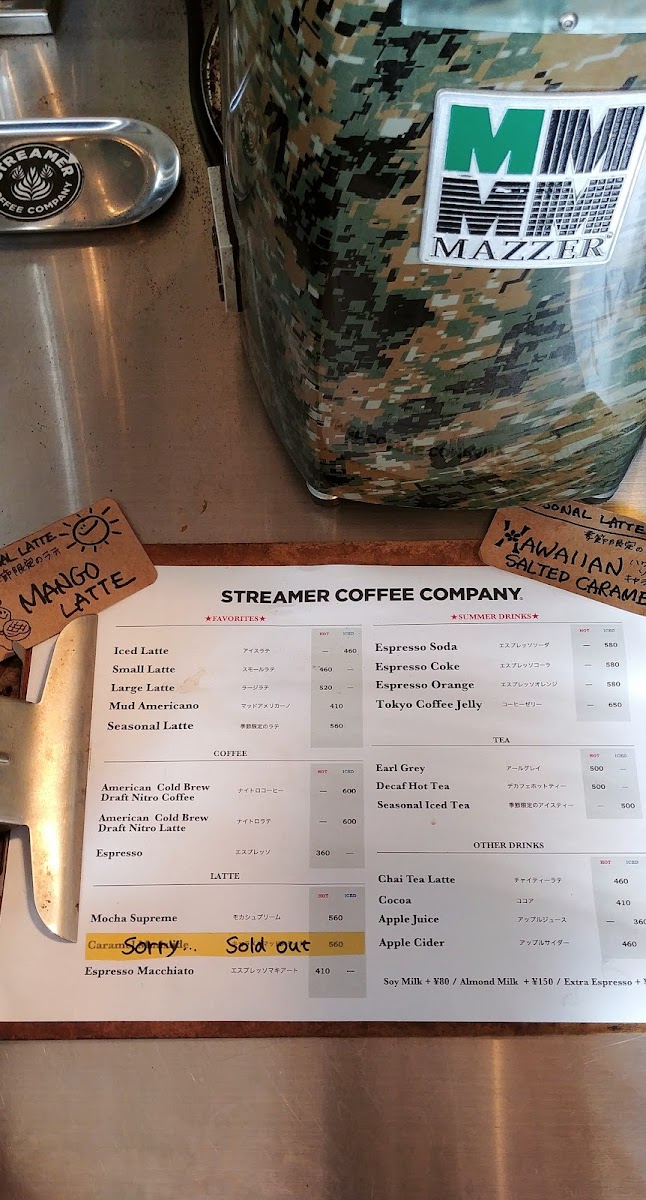 STREAMER
COFFEE COMPANY
MAZZER
AL LATTE
MANGO
LATTE
SONAL LATTE
季節限定の
HAWAIIAN
SALTED CARAME
STREAMER COFFEE COMPANY
★FAVORITES★
HOT ICED
Iced Latte アイスラテ — 460
Small Latte スモールラテ 460 —
Large Latte ラージラテ 520 —
Mud Americano マッドアメリカーノ 410
Seasonal Latte 季節限定のラテ 560
COFFEE
HOT ICED
American Cold Brew
Draft Nitro Coffee ナイトロコーヒー — 600
American Cold Brew
Draft Nitro Latte ナイトロラテ — 600
Espresso エスプレッソ 360 —
LATTE
HOT ICED
Mocha Supreme モカシュプリーム 560
Caramel
Sorry.. Sold out 560
Espresso Macchiato エスプレッソマキアート 410 —
★SUMMER DRINKS★
HOT ICED
Espresso Soda エスプレッソソーダ — 580
Espresso Coke エスプレッソコーラ — 580
Espresso Orange エスプレッソオレンジ — 580
Tokyo Coffee Jelly コーヒーゼリー — 650
TEA
HOT ICED
Earl Grey アールグレイ 500 —
Decaf Hot Tea デカフェホットティー 500 —
Seasonal Iced Tea 季節限定のアイスティー — 500
OTHER DRINKS
HOT ICED
Chai Tea Latte チャイティーラテ 460
Cocoa ココア 410
Apple Juice アップルジュース — 360
Apple Cider アップルサイダー 460
Soy Milk + ¥80 / Almond Milk + ¥150 / Extra Espresso + ¥